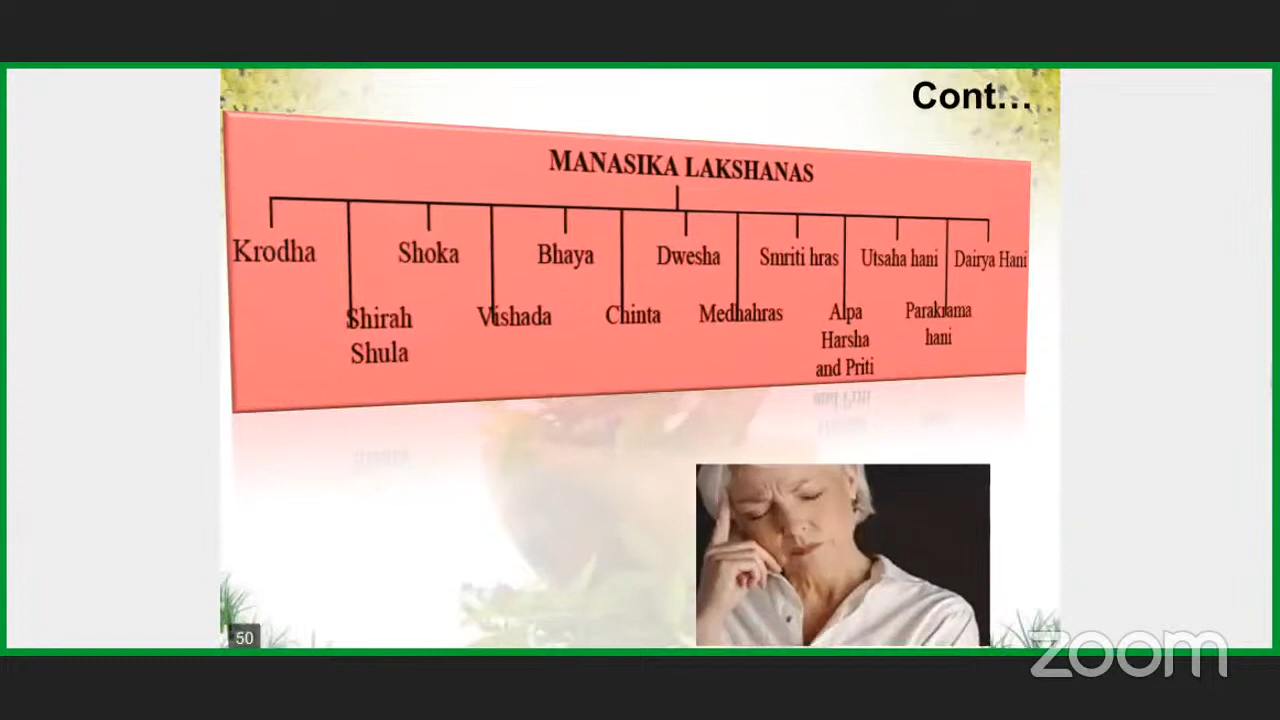 Cont...
MANASIKA LAKSHANAS
Krodha
Shoka
Bhaya
Dwesha
Smriti hras
Utsaha hani
Dairya Hani
Shirah
Shula
Vishada
Chinta
Medhahras
Alpa
Harsha
and Priti
Parakrama
hani
50
zoom